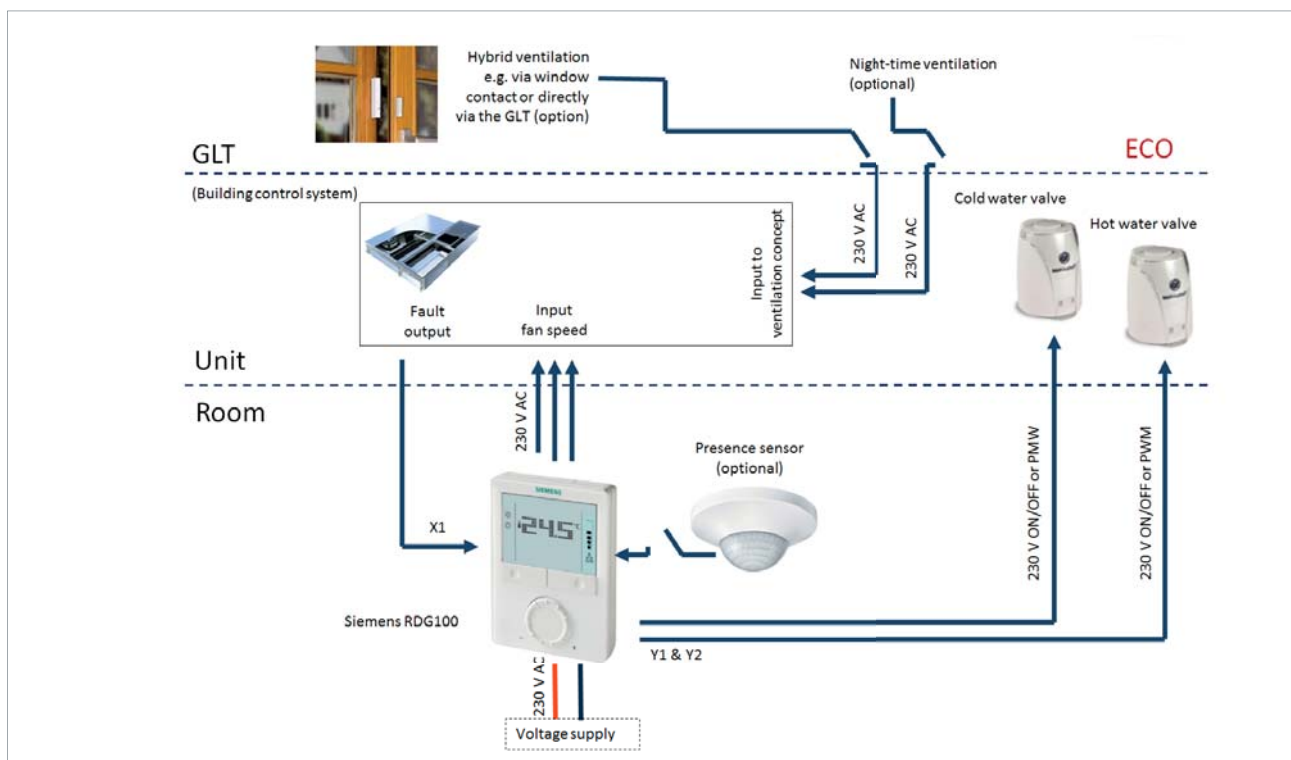 Hybrid ventilation
e.g. via window
contact or directly
via the GLT (option)
Night-time ventilation
(optional)
GLT
ECO
(Building control system)
Cold water valve
Hot water valve
230 V AC
230 V AC
Input to
ventilation concept
Fault
output
Input
fan speed
Unit
Room
230 V AC
Presence sensor
(optional)
230 V ON/OFF or PMW
230 V ON/OFF or PWM
SIEMENS
24.5°C
X1
Siemens RDG100
Y1 & Y2
230 V A
Voltage supply